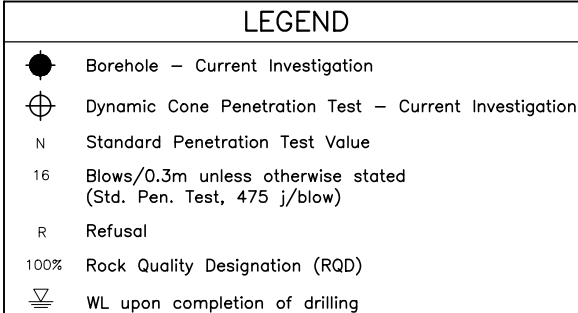 LEGEND
Borehole – Current Investigation
Dynamic Cone Penetration Test – Current Investigation
N Standard Penetration Test Value
16 Blows/0.3m unless otherwise stated
(Std. Pen. Test, 475 j/blow)
R Refusal
100% Rock Quality Designation (RQD)
WL upon completion of drilling